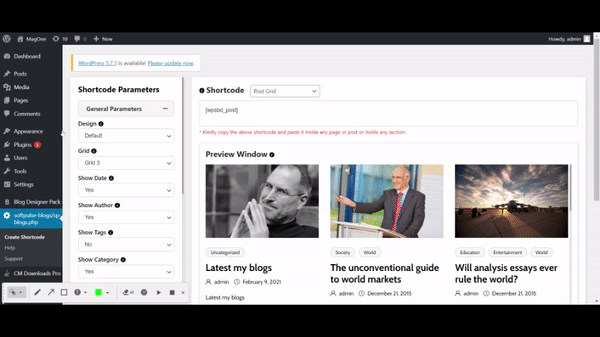 MagOne 10 0 New Howdy, admin
Dashboard
Posts
Media
Pages
Comments
Appearance
Plugins 5
Users
Tools
Settings
Blog Designer Pack
softpulse-blogs/sp_blogs.php
Create Shortcode
Help
Support
CM Downloads Pro
WordPress 5.7.1 is available! Please update now.
Shortcode Parameters
General Parameters
Design
Default
Grid
Grid 3
Show Date
Yes
Show Author
Yes
Show Tags
No
Show Category
Yes
Shortcode Post Grid
[wpsbd_post]
* Kindly copy the above shortcode and paste it inside any page or post or inside any section.
Preview Window
Uncategorized
Latest my blogs
admin February 9, 2021
Latest my blogs
Society World
The unconventional guide
to world markets
admin December 21, 2015
Education Entertainment World
Will analysis essays ever
rule the world?
admin December 21, 2015